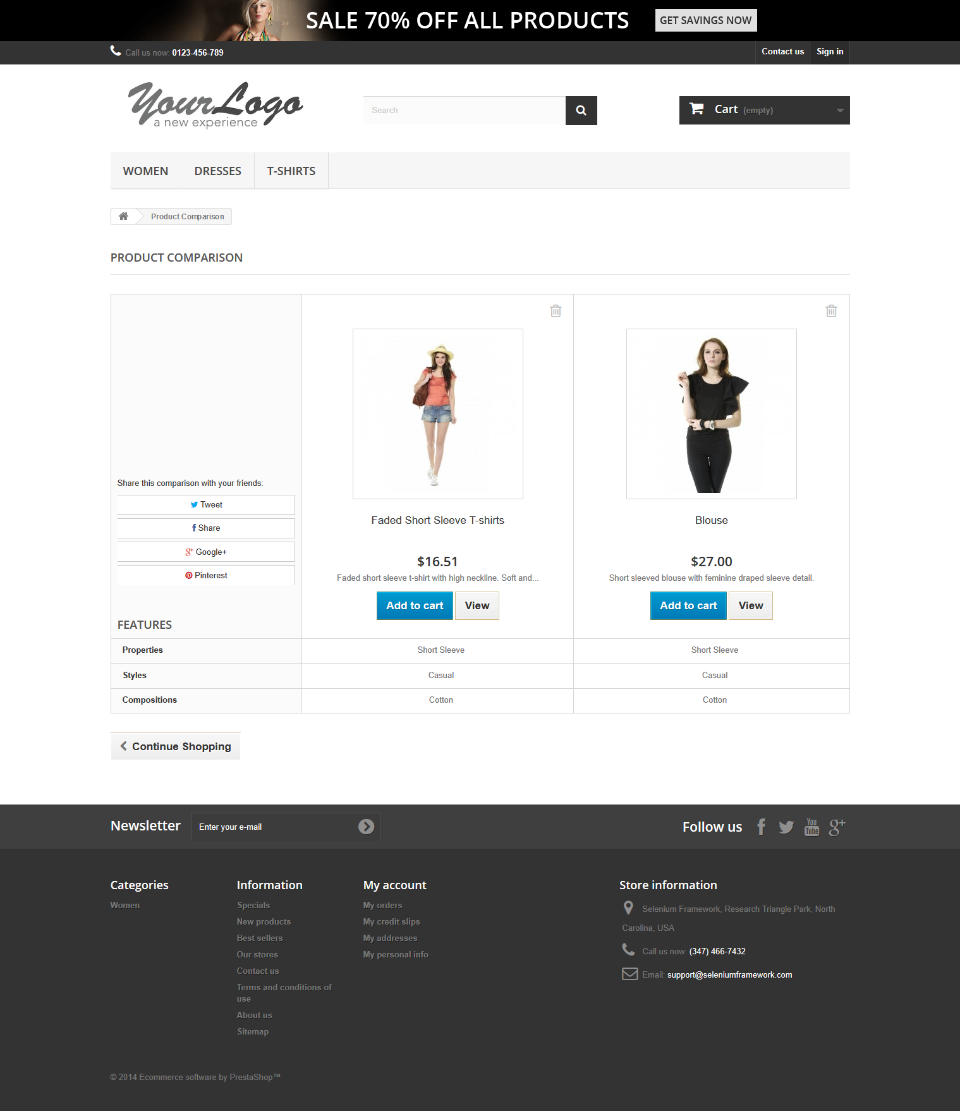 SALE 70% OFF ALL PRODUCTS GET SAVINGS NOW
Call us now: 0123-456-789 Contact us Sign in
YourLogo
a new experience
Search
Cart (empty)
WOMEN DRESSES T-SHIRTS
Product Comparison
PRODUCT COMPARISON
Share this comparison with your friends:
Tweet
Share
Google+
Pinterest
FEATURES
Faded Short Sleeve T-shirts
$16.51
Faded short sleeve t-shirt with high neckline. Soft and...
Add to cart View
Blouse
$27.00
Short sleeved blouse with feminine draped sleeve detail.
Add to cart View
Properties Short Sleeve Short Sleeve
Styles Casual Casual
Compositions Cotton Cotton
Continue Shopping
Newsletter Enter your e-mail Follow us
Categories
Women
Information
Specials
New products
Best sellers
Our stores
Contact us
Terms and conditions of
use
About us
Sitemap
My account
My orders
My credit slips
My addresses
My personal info
Store information
Selenium Framework, Research Triangle Park, North
Carolina, USA
Call us now: (347) 466-7432
Email: support@seleniumframework.com
© 2014 Ecommerce software by PrestaShop™